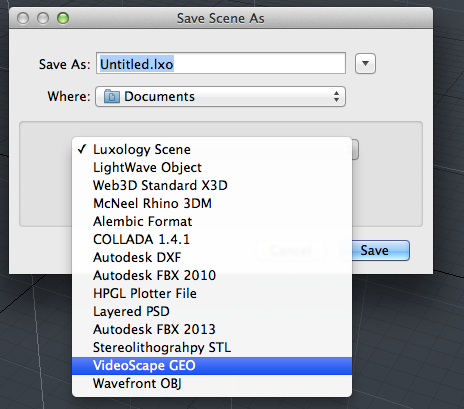 Save Scene As
Save As: Untitled.lxo
Where: Documents
✓ Luxology Scene
LightWave Object
Web3D Standard X3D
McNeel Rhino 3DM
Alembic Format
COLLADA 1.4.1
Autodesk DXF
Autodesk FBX 2010
HPGL Plotter File
Layered PSD
Autodesk FBX 2013
Stereolithograhpy STL
VideoScape GEO
Wavefront OBJ
Cancel Save